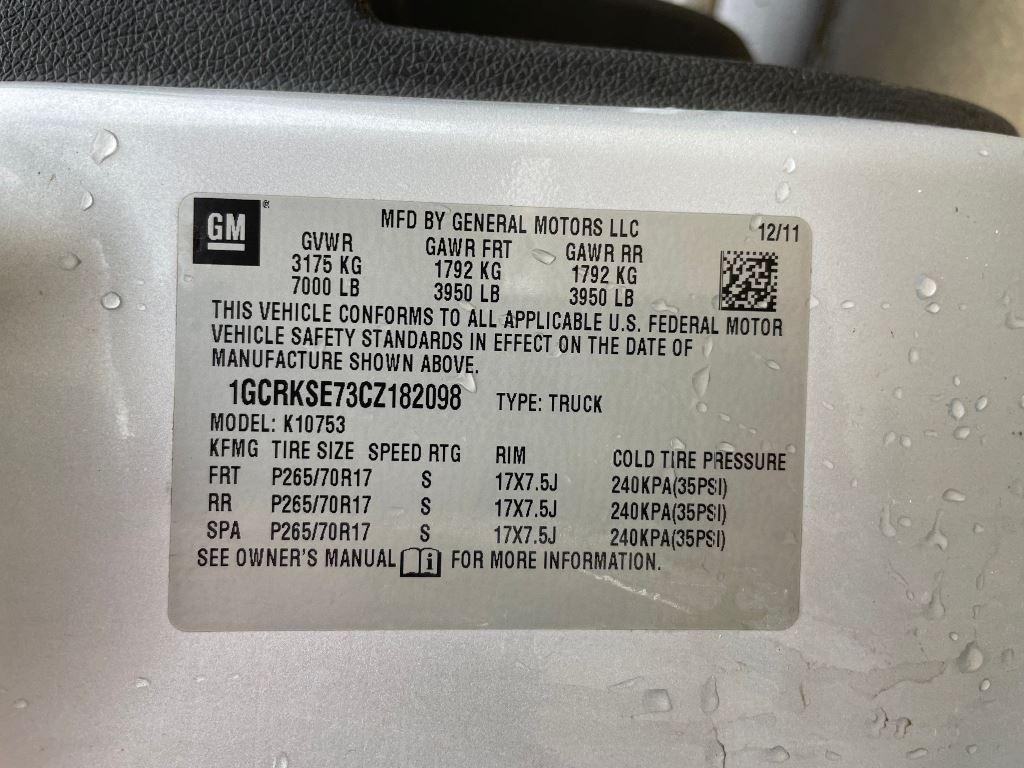 GM ® MFD BY GENERAL MOTORS LLC 12/11
GVWR GAWR FRT GAWR RR
3175 KG 1792 KG 1792 KG
7000 LB 3950 LB 3950 LB
THIS VEHICLE CONFORMS TO ALL APPLICABLE U.S. FEDERAL MOTOR
VEHICLE SAFETY STANDARDS IN EFFECT ON THE DATE OF
MANUFACTURE SHOWN ABOVE.
1GCRKSE73CZ182098 TYPE: TRUCK
MODEL: K10753
KFMG TIRE SIZE SPEED RTG RIM COLD TIRE PRESSURE
FRT P265/70R17 S 17X7.5J 240KPA(35PSI)
RR P265/70R17 S 17X7.5J 240KPA(35PSI)
SPA P265/70R17 S 17X7.5J 240KPA(35PSI)
SEE OWNER'S MANUAL i FOR MORE INFORMATION.